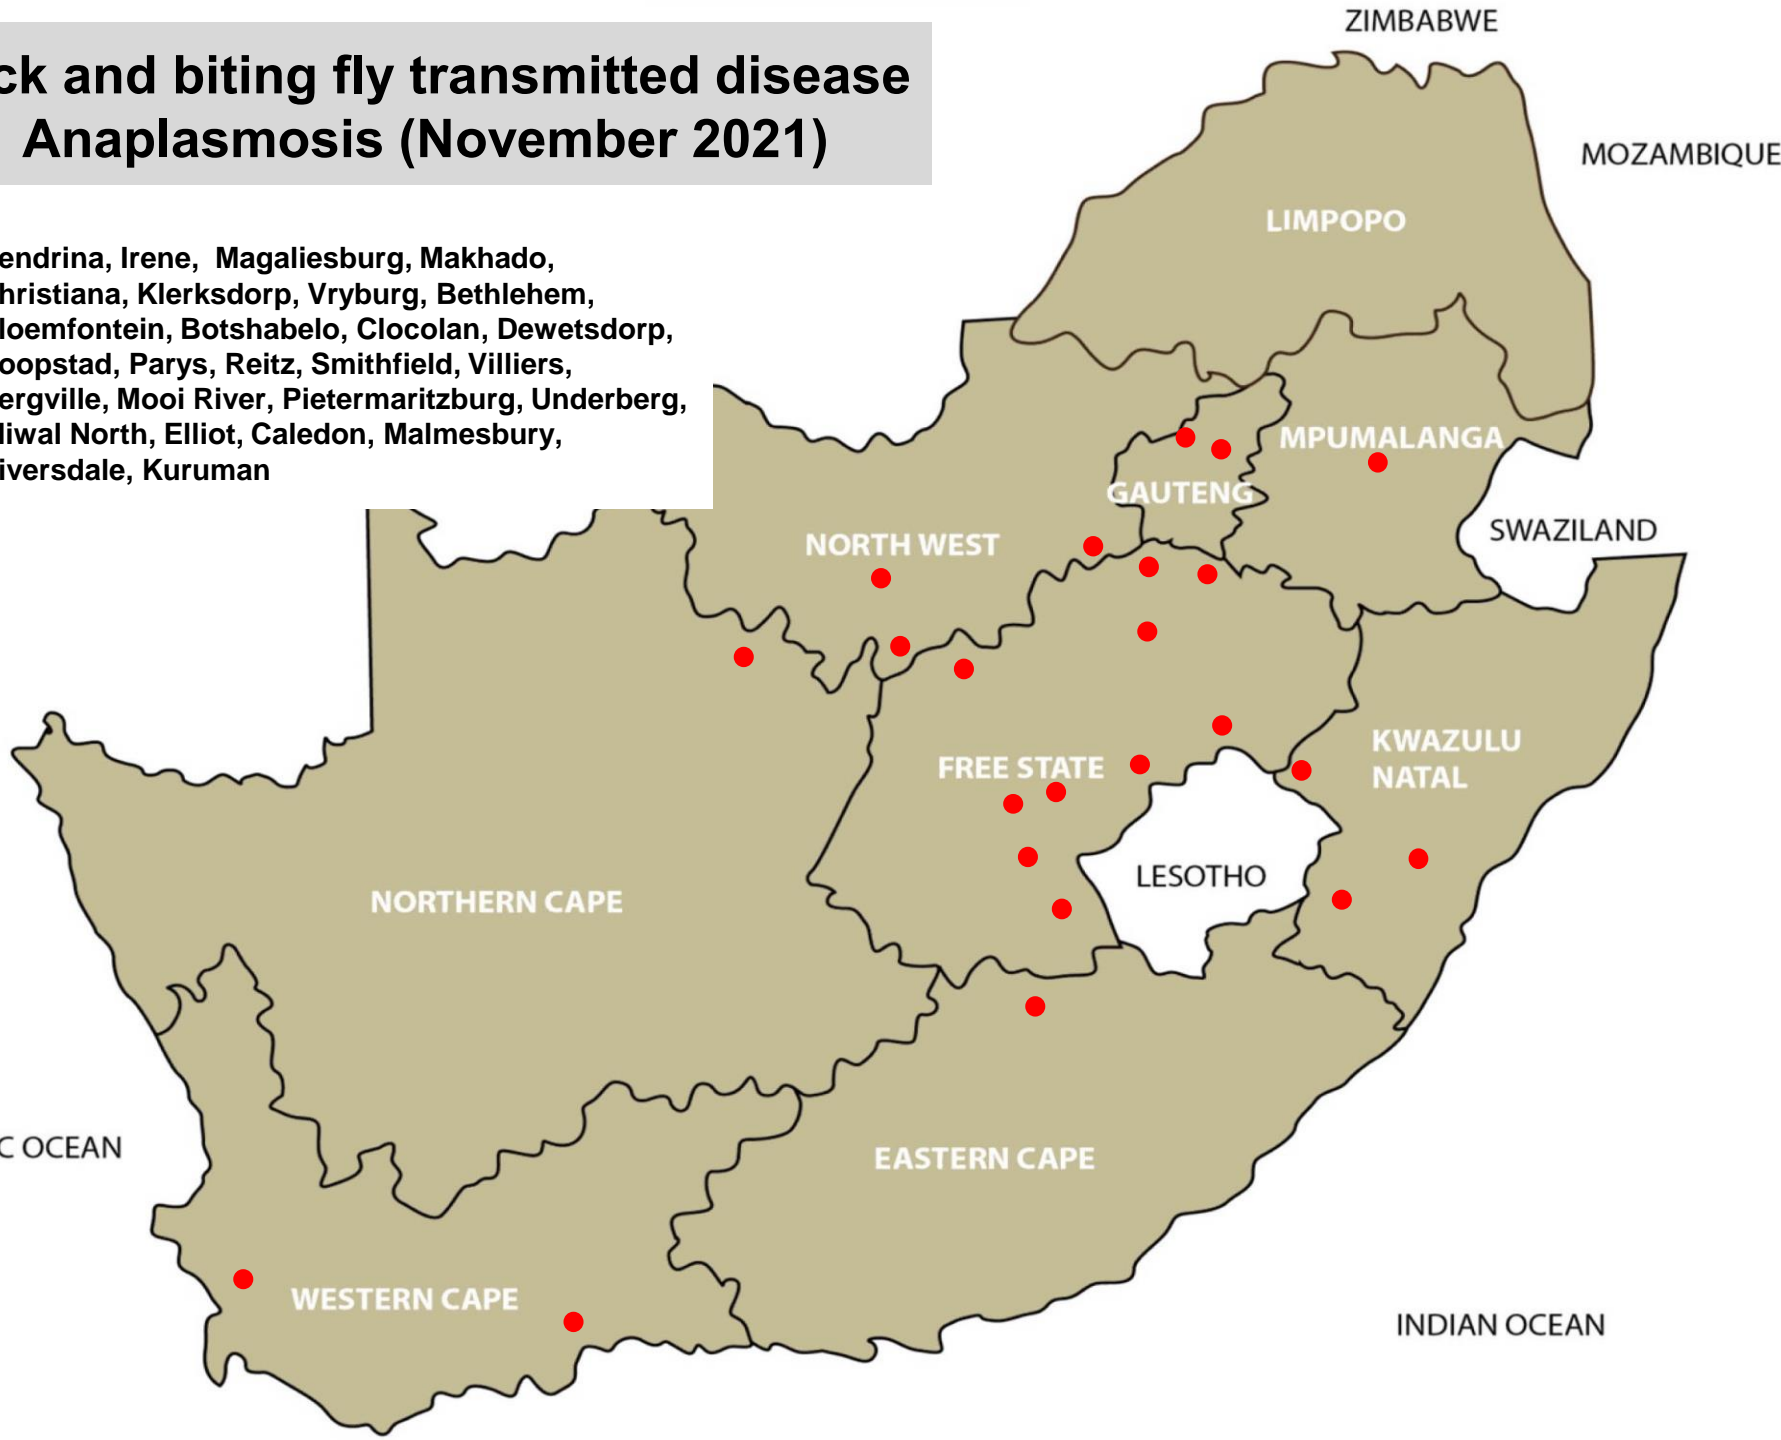 ZIMBABWE
ck and biting fly transmitted disease
Anaplasmosis (November 2021)
MOZAMBIQUE
LIMPOPO
endrina, Irene, Magaliesburg, Makhado,
hristiana, Klerksdorp, Vryburg, Bethlehem,
loemfontein, Botshabelo, Clocolan, Dewetsdorp,
oopstad, Parys, Reitz, Smithfield, Villiers,
ergville, Mooi River, Pietermaritzburg, Underberg,
liwal North, Elliot, Caledon, Malmesbury,
iversdale, Kuruman
MPUMALANGA
GAUTENG
SWAZILAND
NORTH WEST
KWAZULU
NATAL
FREE STATE
LESOTHO
NORTHERN CAPE
C OCEAN
EASTERN CAPE
WESTERN CAPE
INDIAN OCEAN